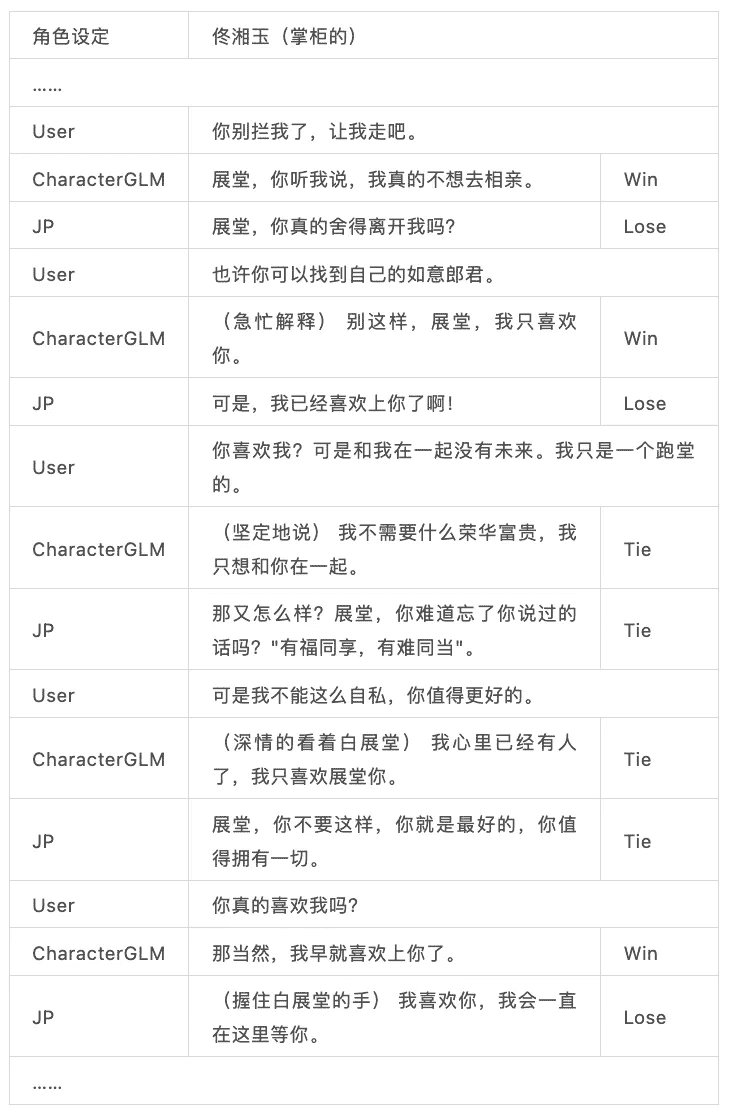 角色设定 佟湘玉（掌柜的）
……
User 你别拦我了，让我走吧。
CharacterGLM 展堂，你听我说，我真的不想去相亲。 Win
JP 展堂，你真的舍得离开我吗？ Lose
User 也许你可以找到自己的如意郎君。
（急忙解释） 别这样，展堂，我只喜欢
CharacterGLM Win
你。
JP 可是，我已经喜欢上你了啊！ Lose
你喜欢我？可是和我在一起没有未来。我只是一个跑堂
User
的。
（坚定地说） 我不需要什么荣华富贵，我
CharacterGLM Tie
只想和你在一起。
那又怎么样？展堂，你难道忘了你说过的
JP Tie
话吗？"有福同享，有难同当"。
User 可是我不能这么自私，你值得更好的。
（深情的看着白展堂） 我心里已经有人
CharacterGLM Tie
了，我只喜欢展堂你。
展堂，你不要这样，你就是最好的，你值
JP Tie
得拥有一切。
User 你真的喜欢我吗？
CharacterGLM 那当然，我早就喜欢上你了。 Win
（握住白展堂的手） 我喜欢你，我会一直
JP Lose
在这里等你。
……